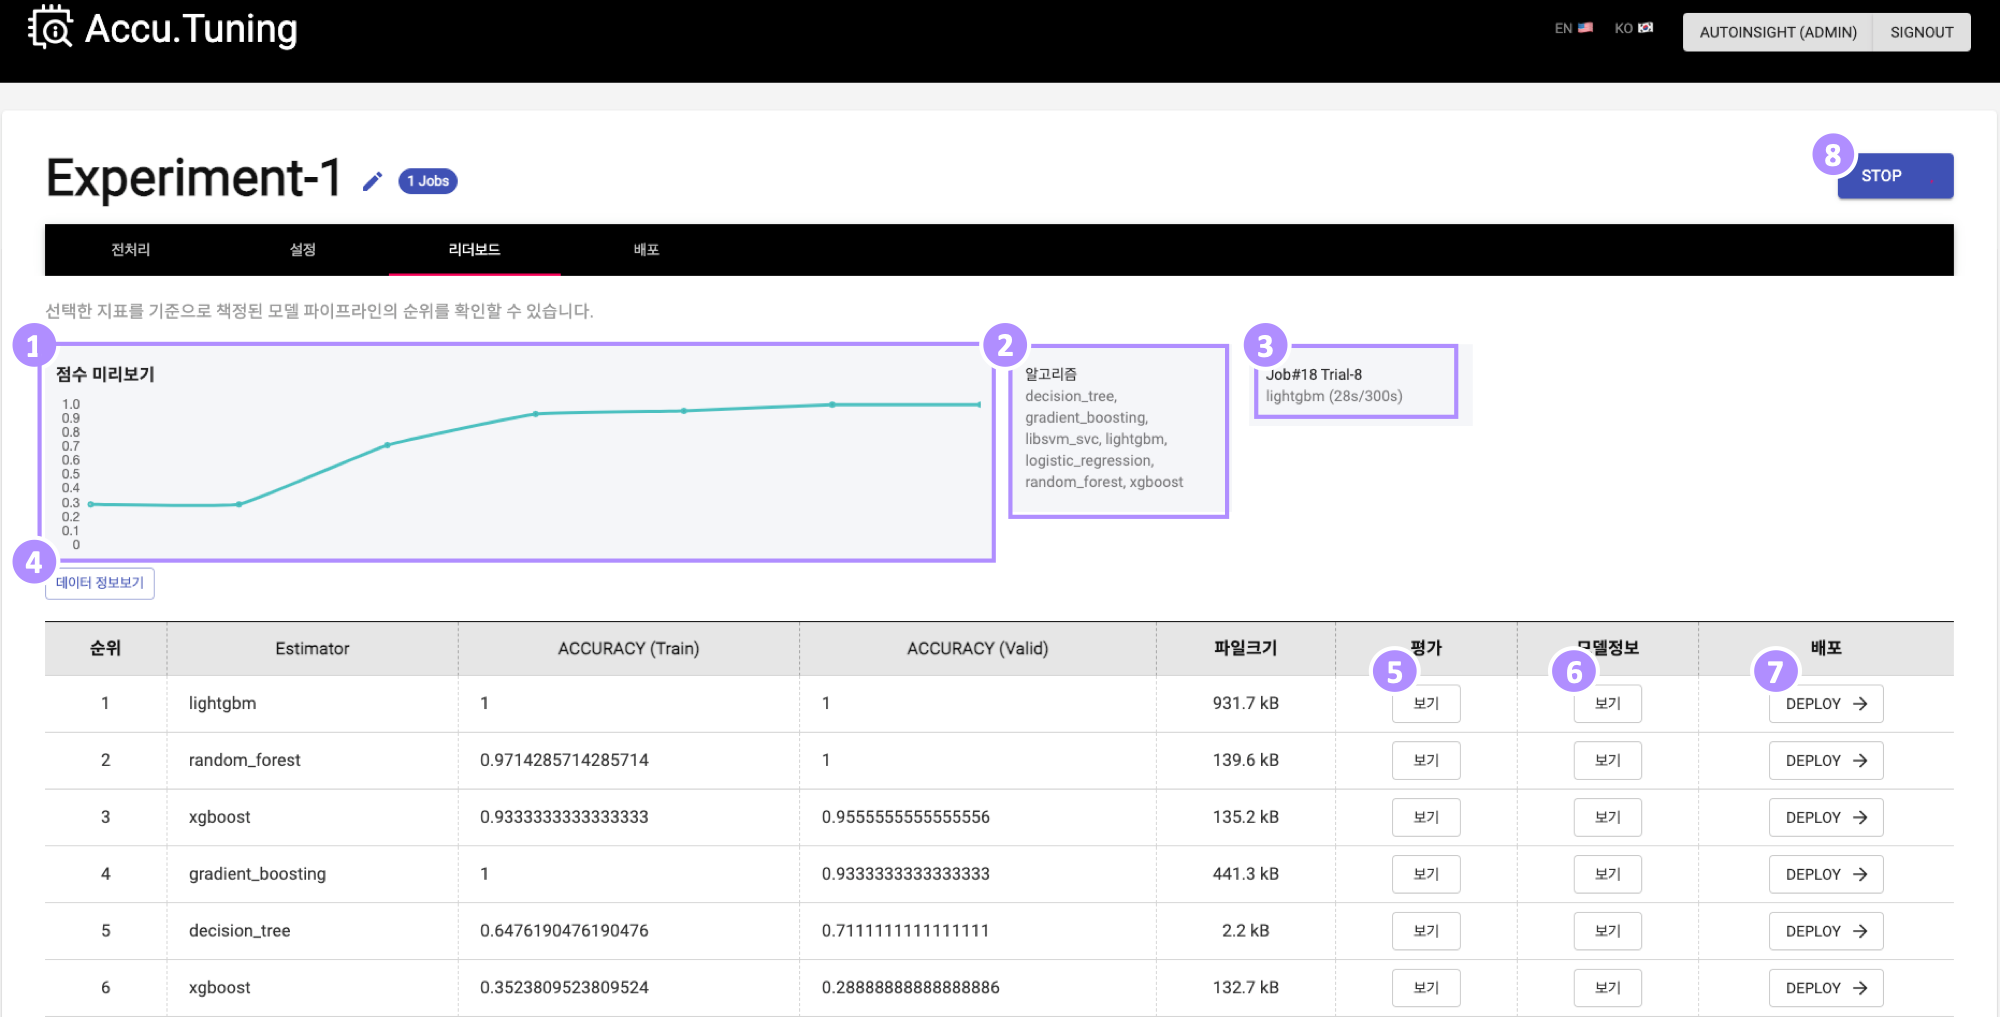 Accu.Tuning
EN
KO
AUTOINSIGHT (ADMIN)
SIGNOUT
Experiment-1
1 Jobs
8
STOP
전처리
설정
리더보드
배포
선택한 지표를 기준으로 책정된 모델 파이프라인의 순위를 확인할 수 있습니다.
1
점수 미리보기
1.0
0.9
0.8
0.7
0.6
0.5
0.4
0.3
0.2
0.1
0
2
알고리즘
decision_tree,
gradient_boosting,
libsvm_svc, lightgbm,
logistic_regression,
random_forest, xgboost
3
Job#18 Trial-8
lightgbm (28s/300s)
4
데이터 정보보기
순위 Estimator ACCURACY (Train) ACCURACY (Valid) 파일크기 평가 모델정보 배포
5
6
7
1 lightgbm 1 1 931.7 kB 보기 보기 DEPLOY
2 random_forest 0.9714285714285714 1 139.6 kB 보기 보기 DEPLOY
3 xgboost 0.9333333333333333 0.9555555555555556 135.2 kB 보기 보기 DEPLOY
4 gradient_boosting 1 0.9333333333333333 441.3 kB 보기 보기 DEPLOY
5 decision_tree 0.6476190476190476 0.7111111111111111 2.2 kB 보기 보기 DEPLOY
6 xgboost 0.3523809523809524 0.28888888888888886 132.7 kB 보기 보기 DEPLOY